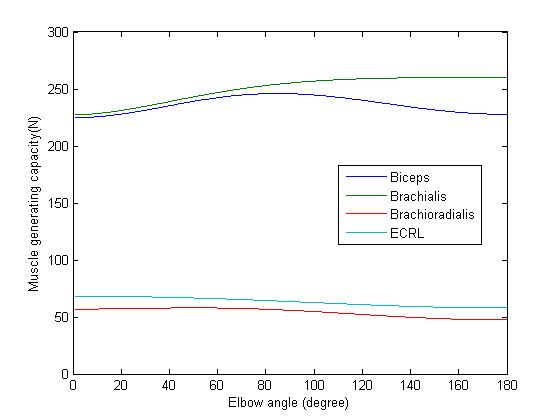 300
250
200
150
100
50
0
Muscle generating capacity(N)
Biceps
Brachialis
Brachioradialis
ECRL
0 20 40 60 80 100 120 140 160 180
Elbow angle (degree)